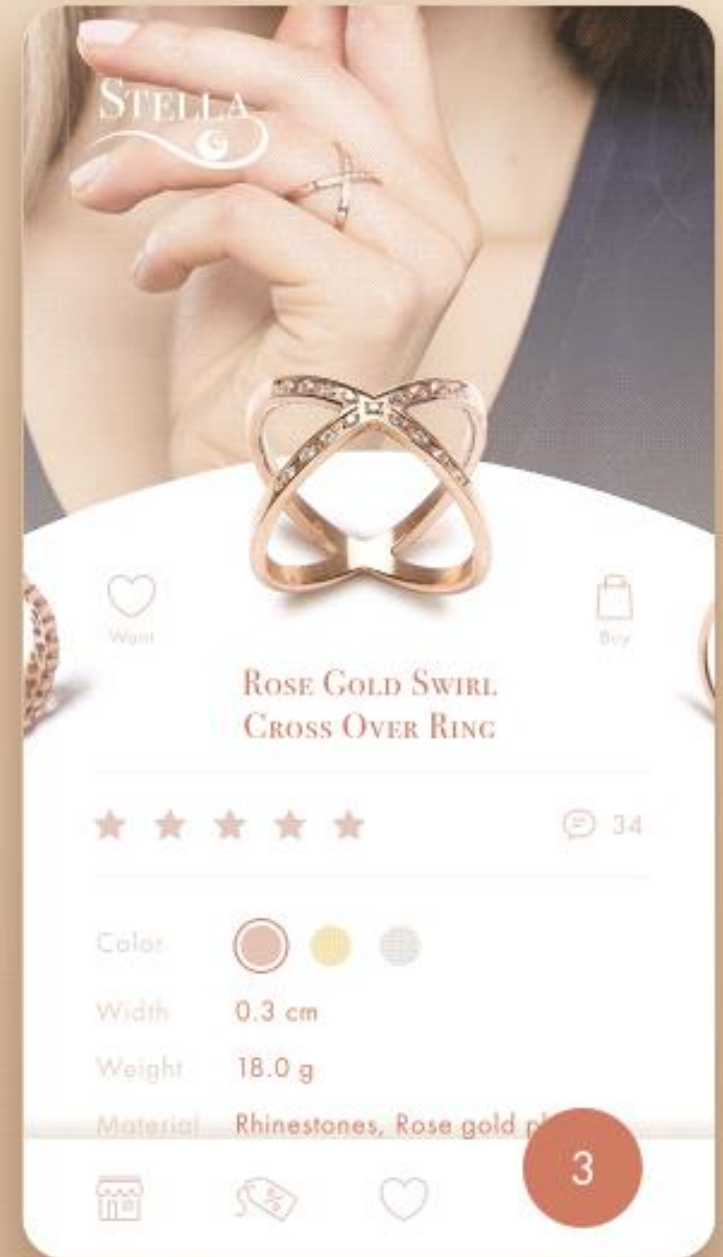 STELLA
Want
Buy
ROSE GOLD SWIRL
CROSS OVER RING
34
Color
Width 0.3 cm
Weight 18.0 g
Material Rhinestones, Rose gold
3